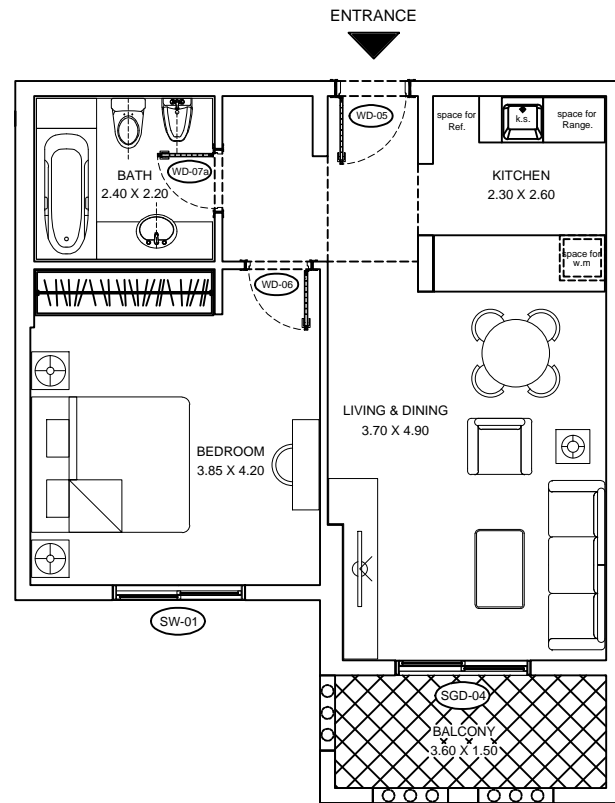 ENTRANCE
WD-05
space for
Ref.
k.s.
space for
Range.
BATH
2.40 X 2.20
WD-07a
KITCHEN
2.30 X 2.60
space for
w.m
WD-06
LIVING & DINING
3.70 X 4.90
BEDROOM
3.85 X 4.20
SW-01
SGD-04
BALCONY
3.60 X 1.50